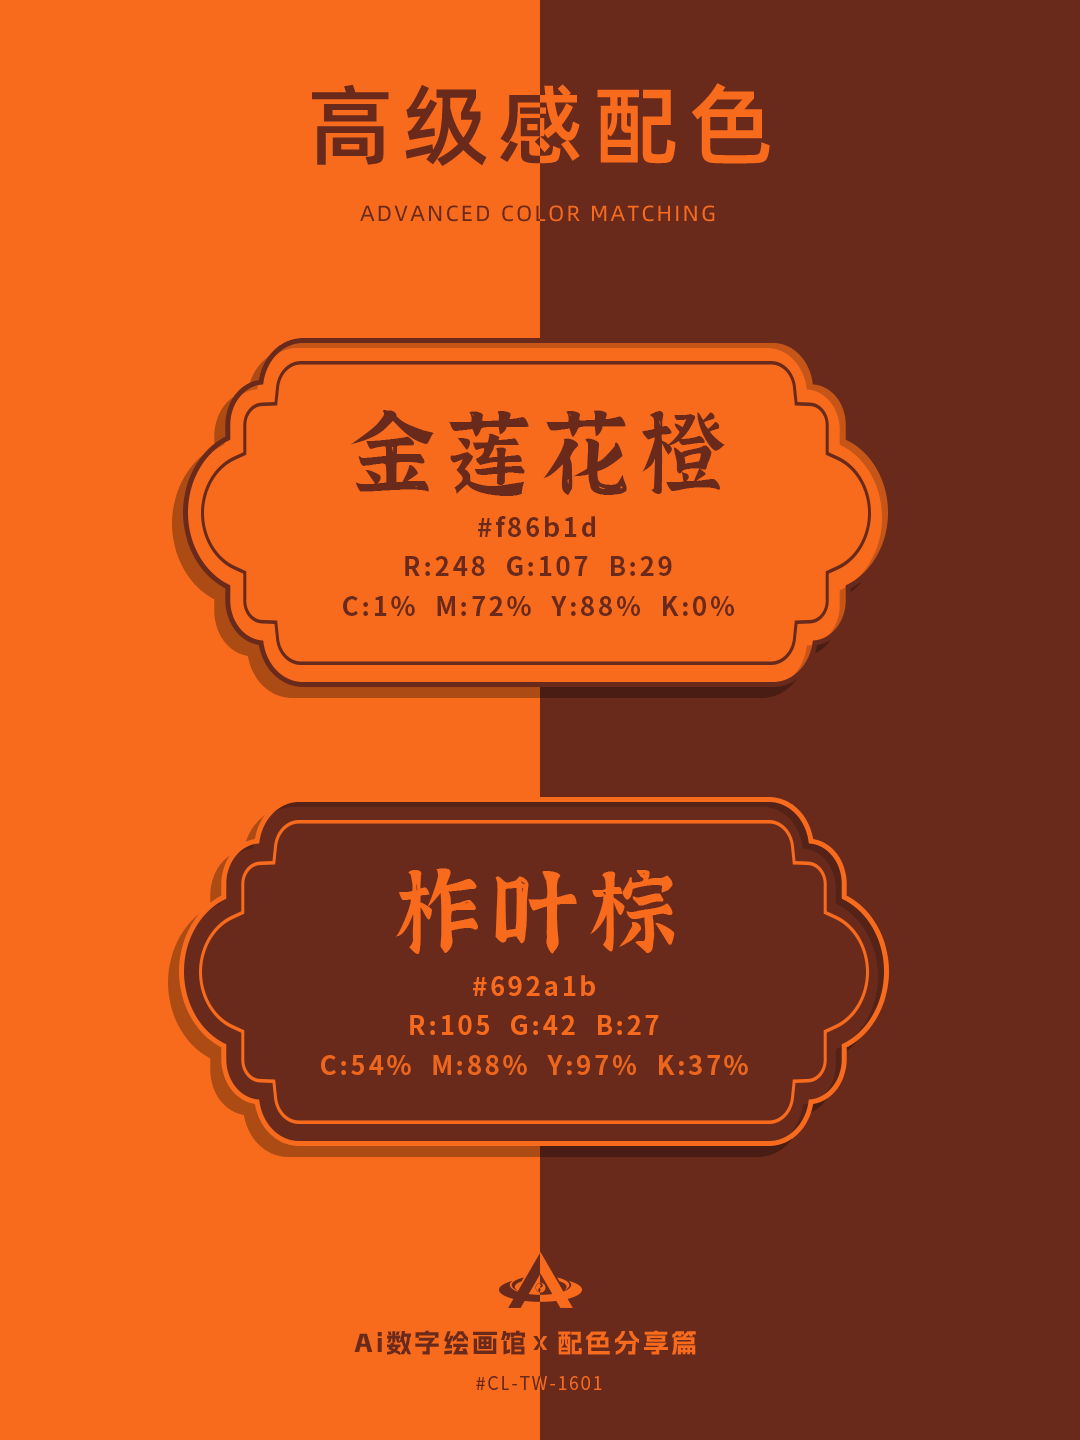 高级感配色
ADVANCED COLOR MATCHING
金莲花橙
#f86b1d
R:248 G:107 B:29
C:1% M:72% Y:88% K:0%
柞叶棕
#692a1b
R:105 G:42 B:27
C:54% M:88% Y:97% K:37%
Ai数字绘画馆 x 配色分享篇
#CL-TW-1601